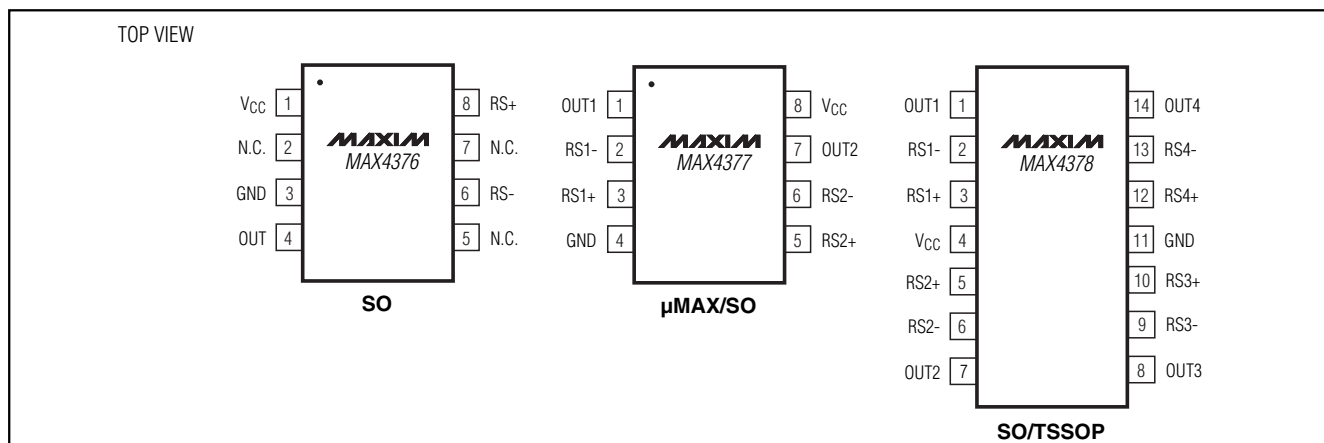 TOP VIEW
VCC 1
N.C. 2
GND 3
OUT 4
MAXIM
MAX4376
8 RS+
7 N.C.
6 RS-
5 N.C.
SO
OUT1 1
RS1- 2
RS1+ 3
GND 4
MAXIM
MAX4377
8 VCC
7 OUT2
6 RS2-
5 RS2+
µMAX/SO
OUT1 1
RS1- 2
RS1+ 3
VCC 4
RS2+ 5
RS2- 6
OUT2 7
MAXIM
MAX4378
14 OUT4
13 RS4-
12 RS4+
11 GND
10 RS3+
9 RS3-
8 OUT3
SO/TSSOP